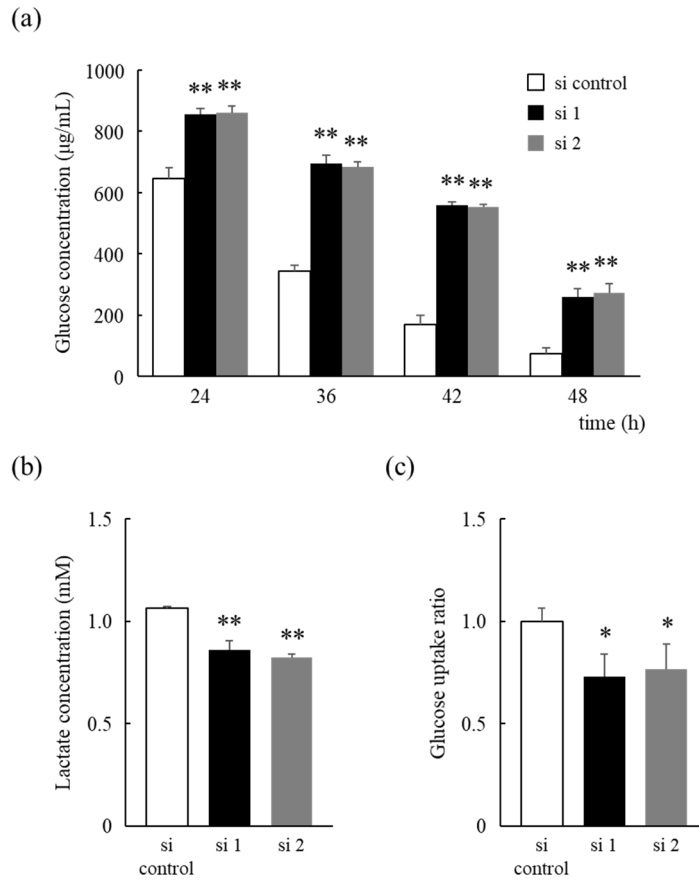 (a)
Glucose concentration (μg/mL)
1000
800
600
400
200
0
** **
** **
** **
** **
si control
si 1
si 2
24 36 42 48
time (h)
(b)
Lactate concentration (mM)
1.5
1.0
0.5
0
**
**
si control
si 1
si 2
(c)
Glucose uptake ratio
1.5
1.0
0.5
0
*
*
si control
si 1
si 2